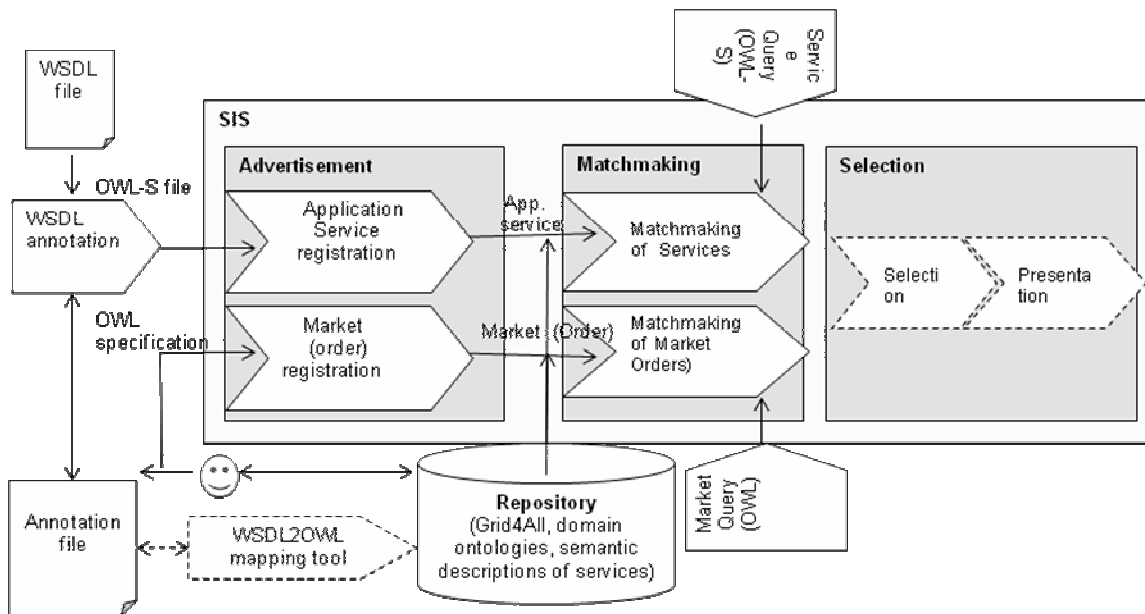 WSDL
file
Servic
e
Query
(OWL-
S)
SIS
Advertisement
Matchmaking
Selection
OWL-S file
WSDL
annotation
Application
Service
registration
App.
service
Matchmaking
of Services
Selecti
on
Presenta
tion
OWL
specification
Market
(order)
registration
Market (Order)
Matchmaking
of Market
Orders)
Annotation
file
WSDL2OWL
mapping tool
Repository
(Grid4All, domain
ontologies, semantic
descriptions of services)
Market
Query
(OWL)